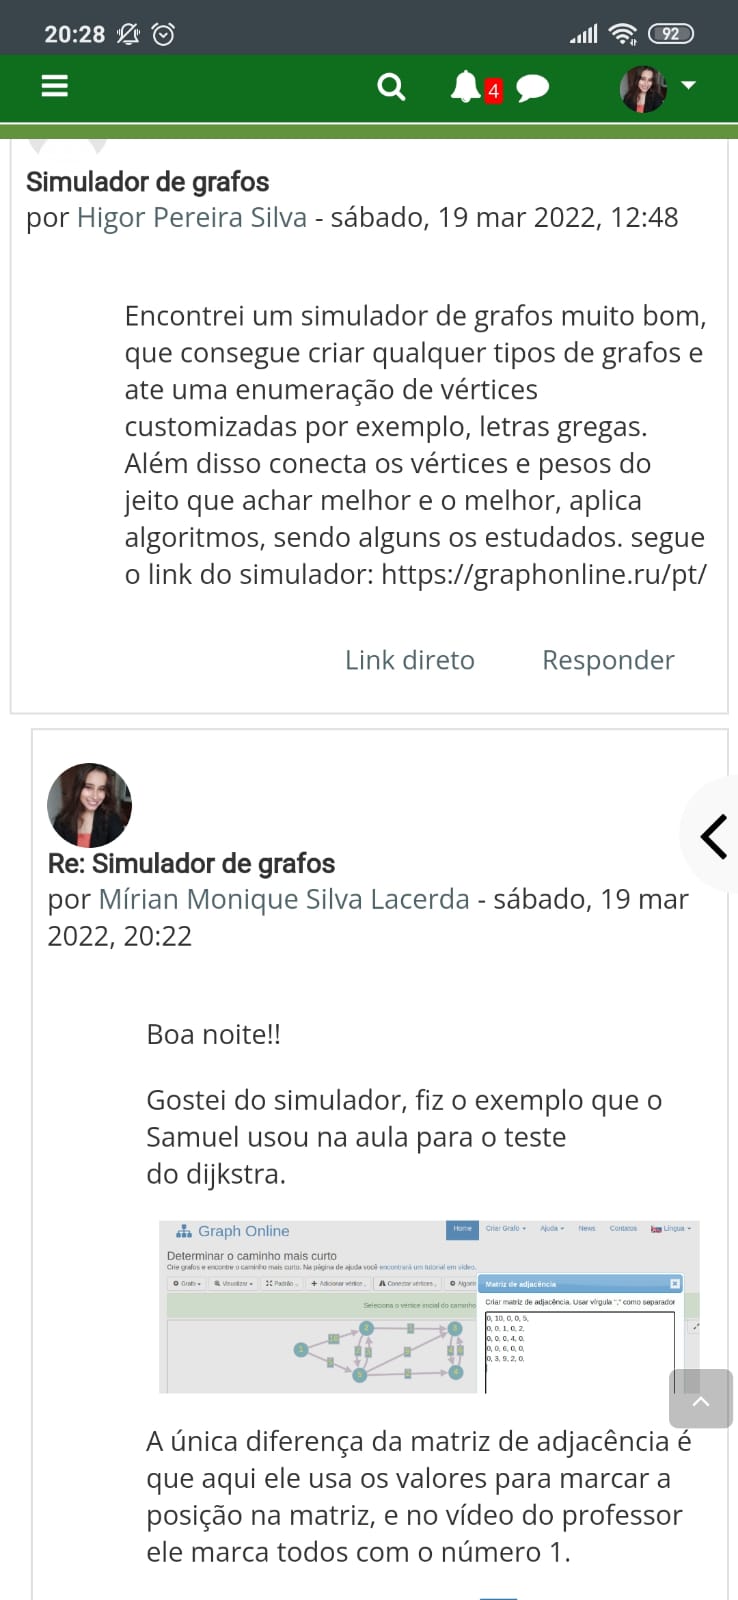 20:28
92
4
Simulador de grafos
por Higor Pereira Silva - sábado, 19 mar 2022, 12:48
Encontrei um simulador de grafos muito bom,
que consegue criar qualquer tipos de grafos e
ate uma enumeração de vértices
customizadas por exemplo, letras gregas.
Além disso conecta os vértices e pesos do
jeito que achar melhor e o melhor, aplica
algoritmos, sendo alguns os estudados. segue
o link do simulador: https://graphonline.ru/pt/
Link direto Responder
Re: Simulador de grafos
por Mírian Monique Silva Lacerda - sábado, 19 mar
2022, 20:22
Boa noite!!
Gostei do simulador, fiz o exemplo que o
Samuel usou na aula para o teste
do dijkstra.
Graph Online Home Criar Grafo Ajuda News Contatos Língua
Determinar o caminho mais curto
Crie grafos e encontre o caminho mais curto. Na página de ajuda você encontrará um tutorial em vídeo.
Grafo Visualizar Padrão Adicionar vértice Conectar vértices
Matriz de adjacência
Selecione o vértice inicial do caminho
Criar matriz de adjacência. Usar vírgula "," como separador
0, 10, 0, 0, 5,
0, 0, 1, 0, 2,
0, 0, 0, 4, 0,
0, 0, 6, 0, 0,
0, 3, 9, 2, 0,
A única diferença da matriz de adjacência é
que aqui ele usa os valores para marcar a
posição na matriz, e no vídeo do professor
ele marca todos com o número 1.